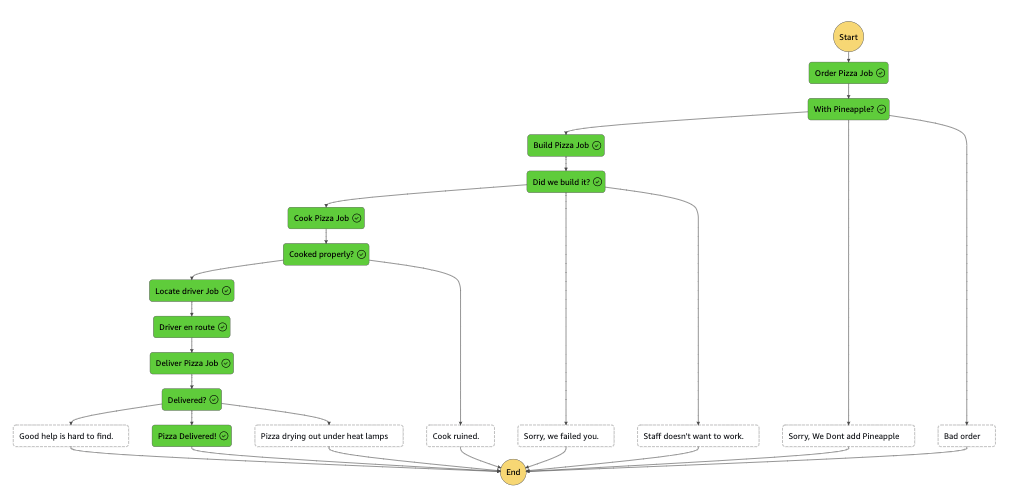 Start
Order Pizza Job
With Pineapple?
Build Pizza Job
Did we build it?
Cook Pizza Job
Cooked properly?
Locate driver Job
Driver en route
Deliver Pizza Job
Delivered?
Good help is hard to find.
Pizza Delivered!
Pizza drying out under heat lamps
Cook ruined.
Sorry, we failed you.
Staff doesn't want to work.
Sorry, We Dont add Pineapple
Bad order
End